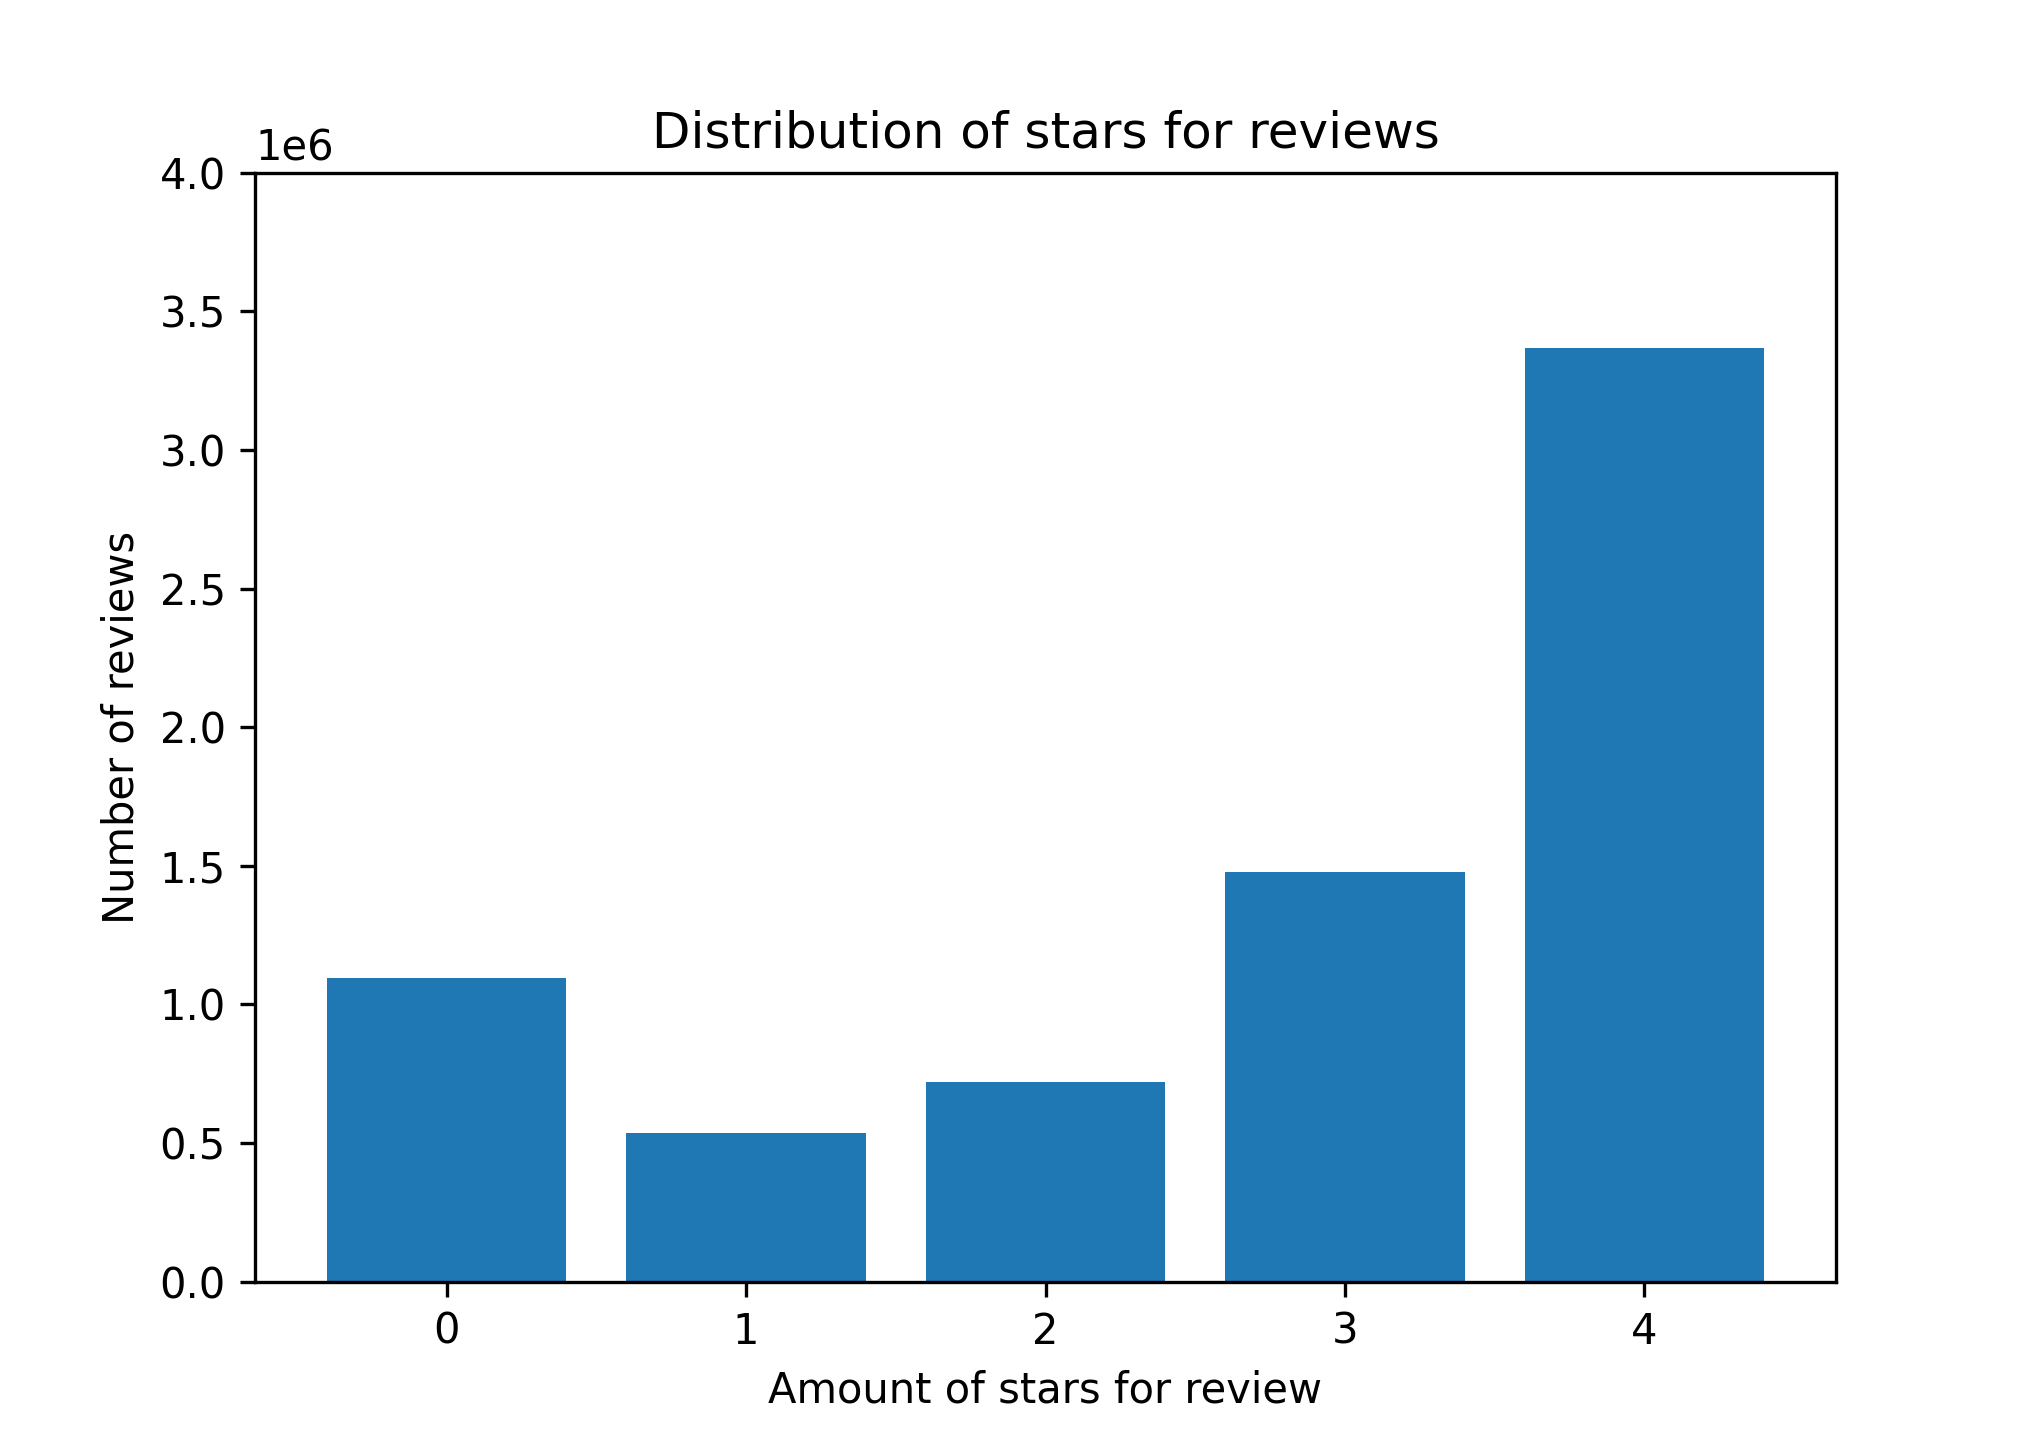 Distribution of stars for reviews
1e6
4.0
3.5
3.0
2.5
2.0
1.5
1.0
0.5
0.0
Number of reviews
0 1 2 3 4
Amount of stars for review